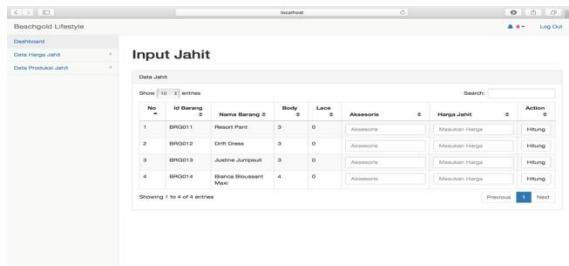 localhost
Beachgold Lifestyle
Log Out
Dashboard
Data Harga Jahit
Data Produksi Jahit
Input Jahit
Data Jahit
Show 10 entries
Search:
No Id Barang Nama Barang Body Lace Aksesoris Harga Jahit Action
1 BRG011 Resort Pant 3 0 Aksesoris Masukan Harga Hitung
2 BRG012 Drift Dress 3 0 Aksesoris Masukan Harga Hitung
3 BRG013 Justine Jumpsuit 3 0 Aksesoris Masukan Harga Hitung
4 BRG014 Bianca Bloussant Maxi 4 0 Aksesoris Masukan Harga Hitung
Showing 1 to 4 of 4 entries
Previous 1 Next